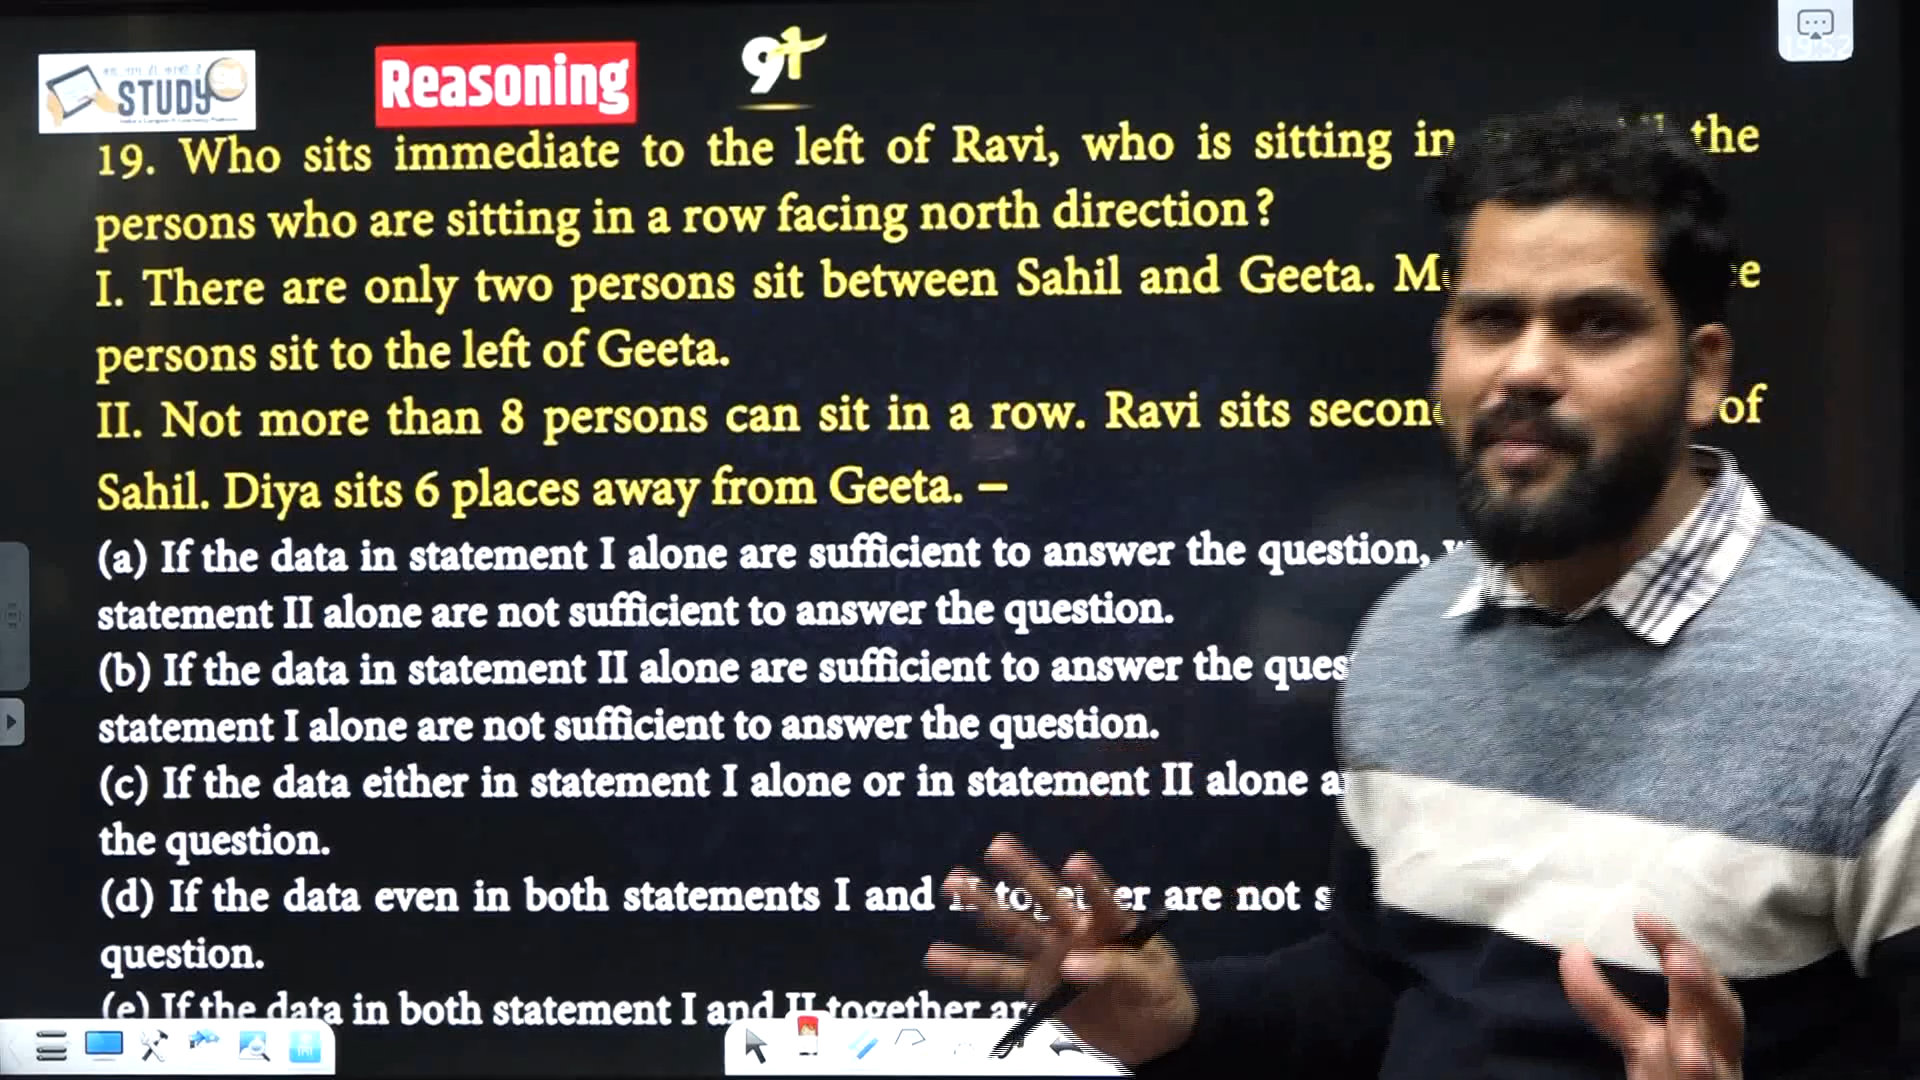 STUDY
Reasoning
91
19. Who sits immediate to the left of Ravi, who is sitting in the
persons who are sitting in a row facing north direction?
I. There are only two persons sit between Sahil and Geeta.
persons sit to the left of Geeta.
II. Not more than 8 persons can sit in a row. Ravi sits of
Sahil. Diya sits 6 places away from Geeta. –
(a) If the data in statement I alone are sufficient to answer the question,
statement II alone are not sufficient to answer the question.
(b) If the data in statement II alone are sufficient to answer the
statement I alone are not sufficient to answer the question.
(c) If the data either in statement I alone or in statement II alone
the question.
(d) If the data even in both statements I and together are not
question.
(e) If the data in both statement I and II together